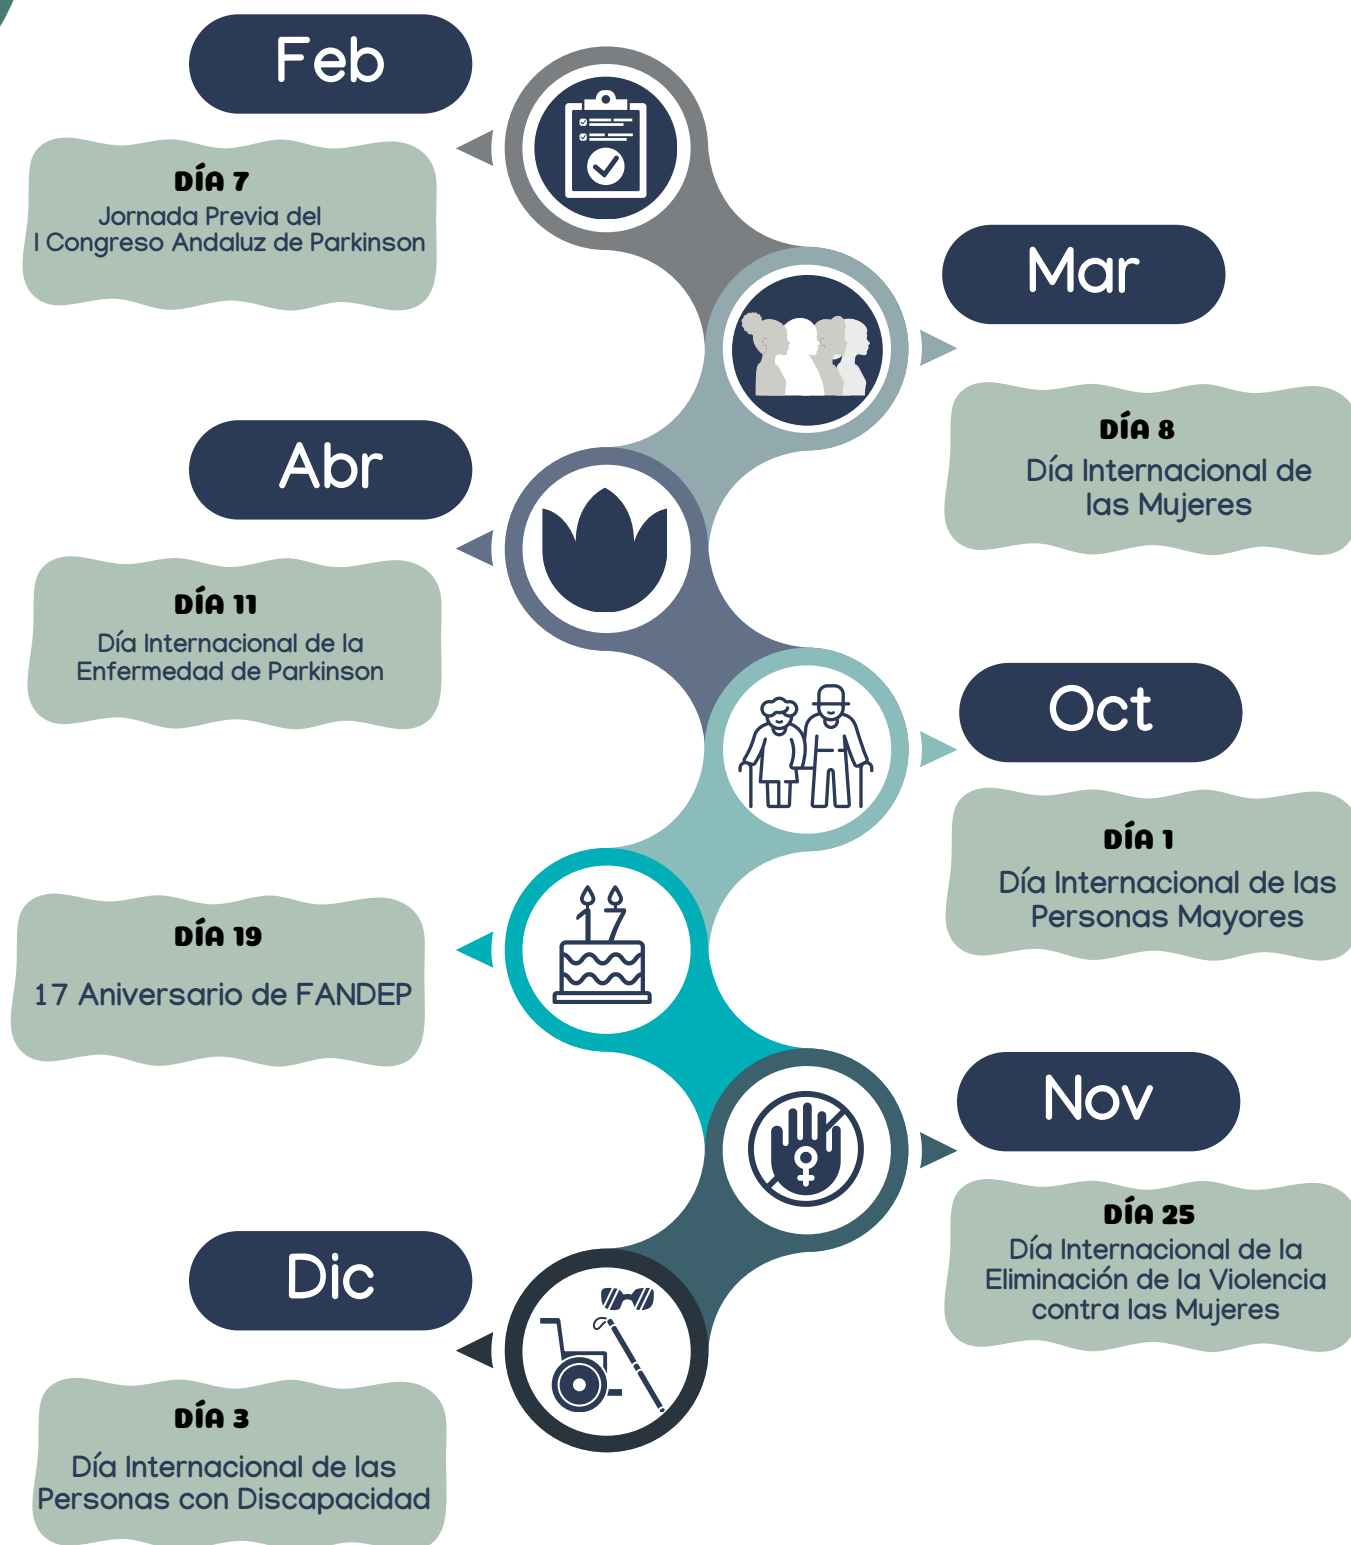 Feb
DÍA 7
Jornada Previa del
I Congreso Andaluz de Parkinson
Mar
DÍA 8
Día Internacional de
las Mujeres
Abr
DÍA 11
Día Internacional de la
Enfermedad de Parkinson
Oct
DÍA 1
Día Internacional de las
Personas Mayores
17
DÍA 19
17 Aniversario de FANDEP
Nov
DÍA 25
Día Internacional de la
Eliminación de la Violencia
contra las Mujeres
Dic
DÍA 3
Día Internacional de las
Personas con Discapacidad